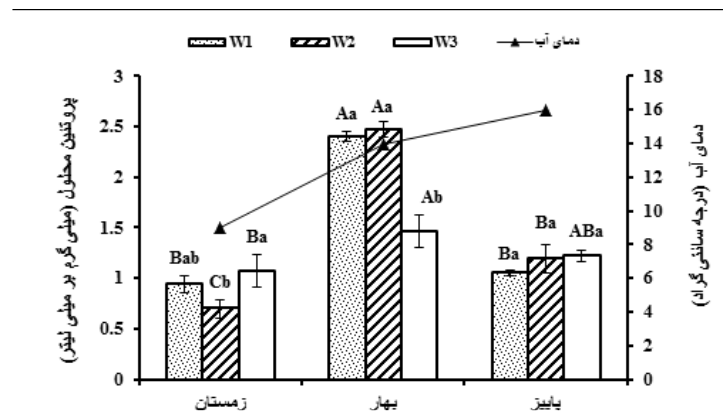 W1 W2 W3 دمای آب
پروتئین محلول (میلی گرم بر میلی لیتر)
3
2.5
2
1.5
1
0.5
0
Bab Cb Ba
Aa Aa Ab
Ba Ba ABa
18
16
14
12
10
8
6
4
2
0
دمای آب (درجه سانتی گراد)
زمستان بهار پاییز